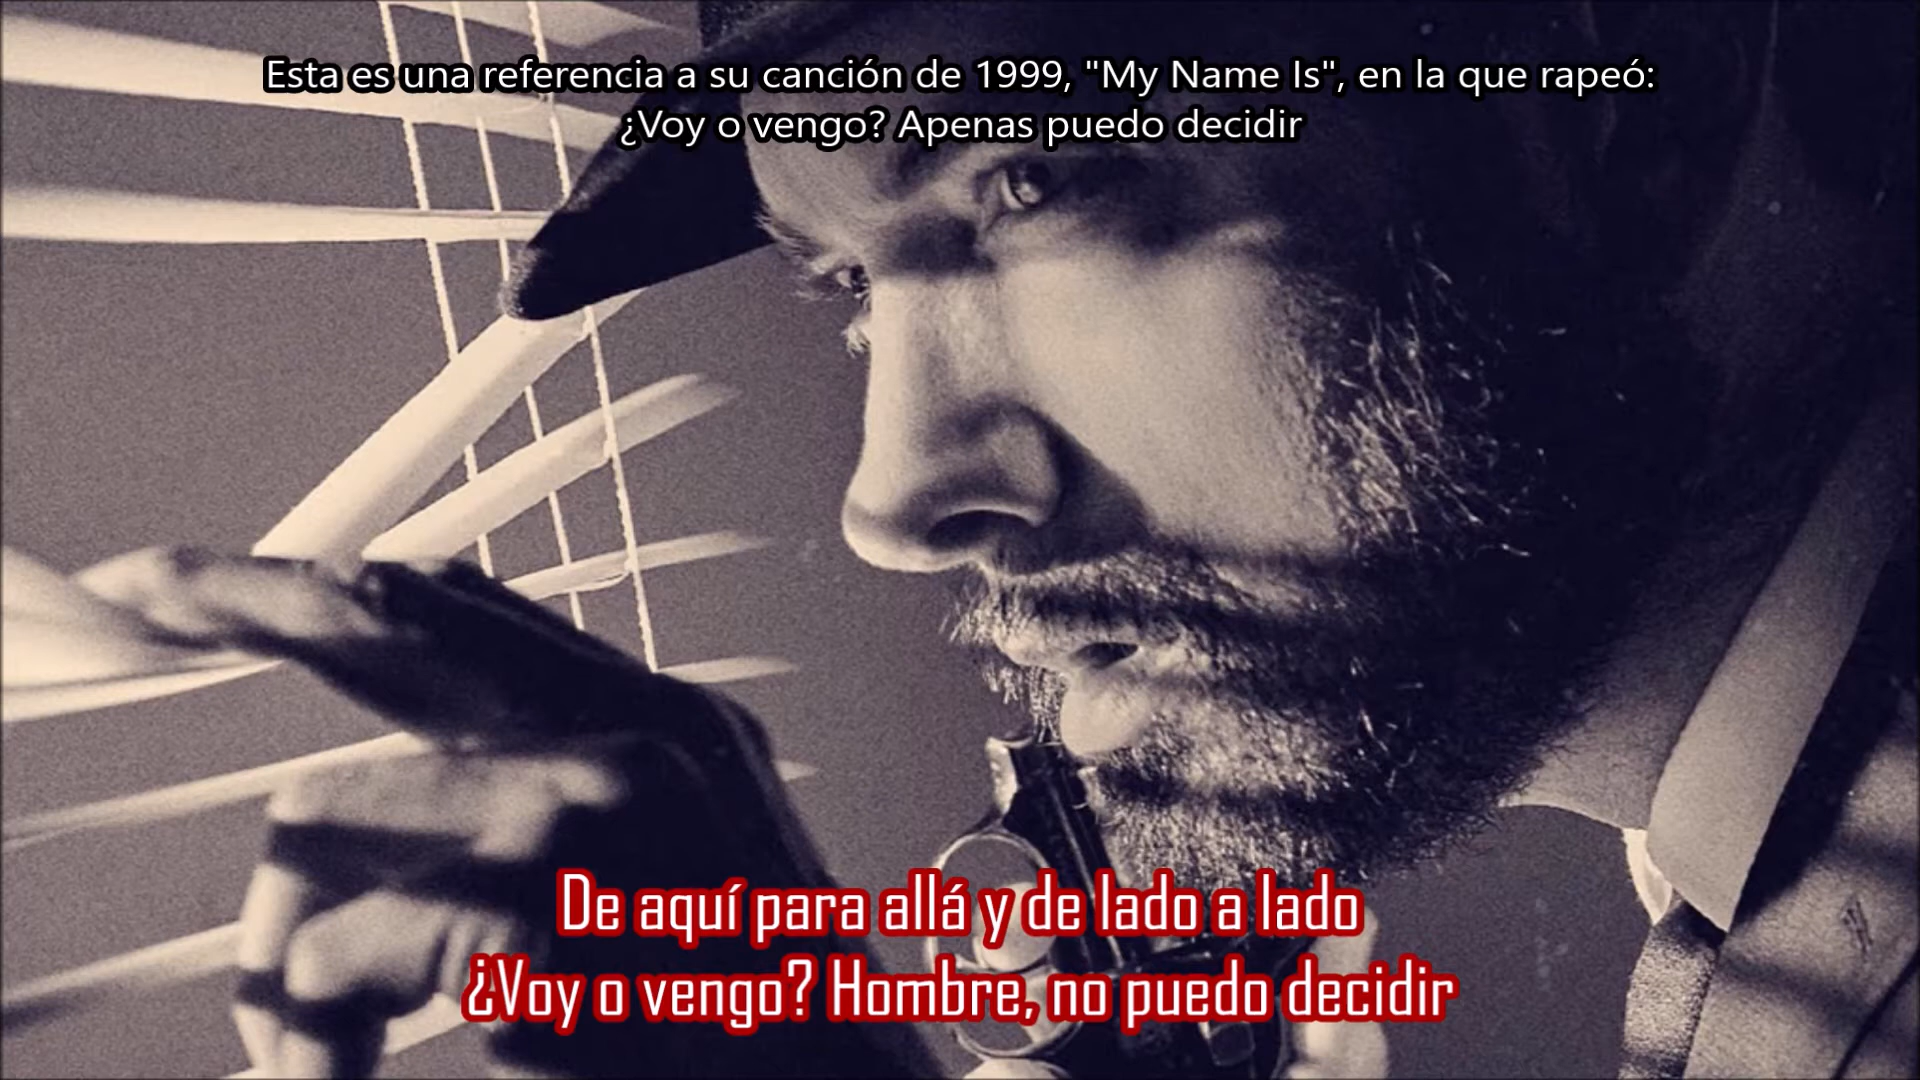 Esta es una referencia a su canción de 1999, "My Name Is", en la que rapeó:
¿Voy o vengo? Apenas puedo decidir
De aquí para allá y de lado a lado
¿Voy o vengo? Hombre, no puedo decidir